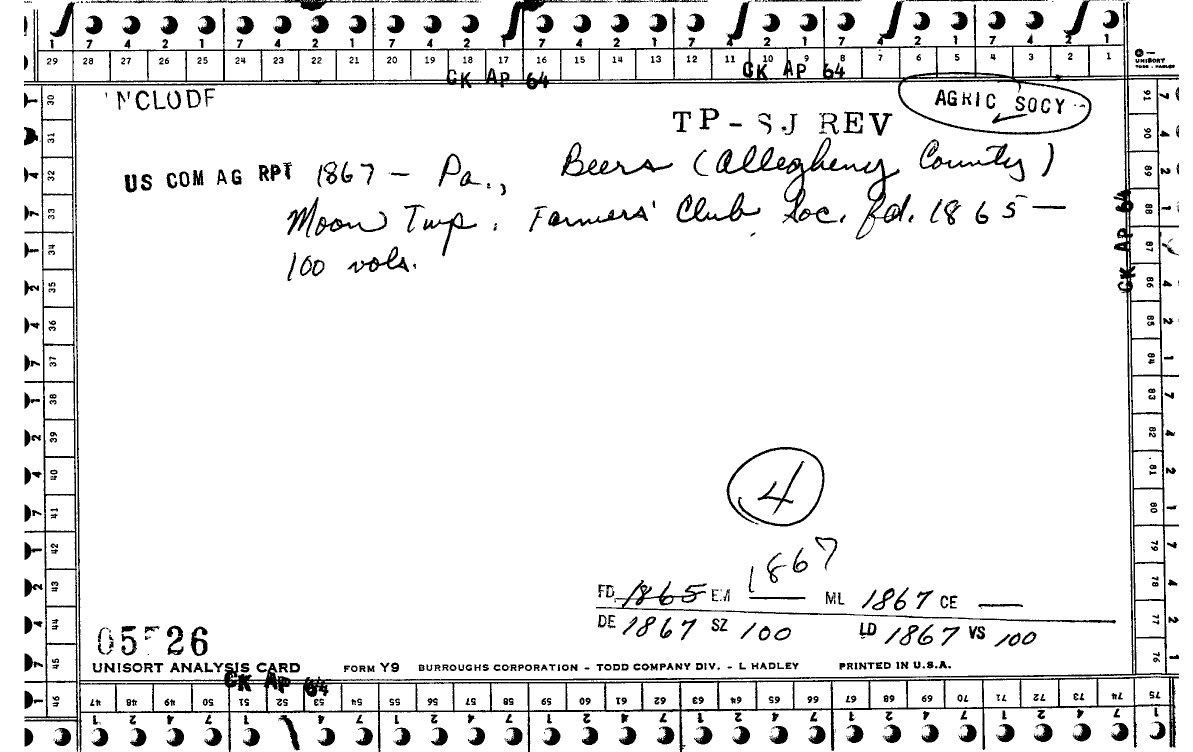 1 7 4 2 1 7 4 2 1 7 4 2 1 7 4 2 1 7 4 2 1 7 4 2 1 7 4 2 1
29 28 27 26 25 24 23 22 21 20 19 18 17 16 15 14 13 12 11 10 9 8 7 6 5 4 3 2 1
UNISORT
CK AP 64 CK AP 64
AGRIC SOCY
TP-SJ REV
US COM AG RPT 1867 - Pa., Beers (Allegheny County)
Moon Twp. Farmers' Club Soc. fd. 1865 —
100 vols.
CK AP 64
4
1867
FD 1865 EM ML 1867 CE —
DE 1867 SZ 100 LD 1867 VS 100
UNISORT ANALYSIS CARD FORM Y9 BURROUGHS CORPORATION - TODD COMPANY DIV. - L HADLEY PRINTED IN U.S.A.
CK AP 64
30 31 32 33 34 35 36 37 38 39 40 41 42 43 44 45 46
47 48 49 50 51 52 53 54 55 56 57 58 59 60 61 62 63 64 65 66 67 68 69 70 71 72 73 74 75
76 77 78 79 80 81 82 83 84 85 86 87 88 89 90 91